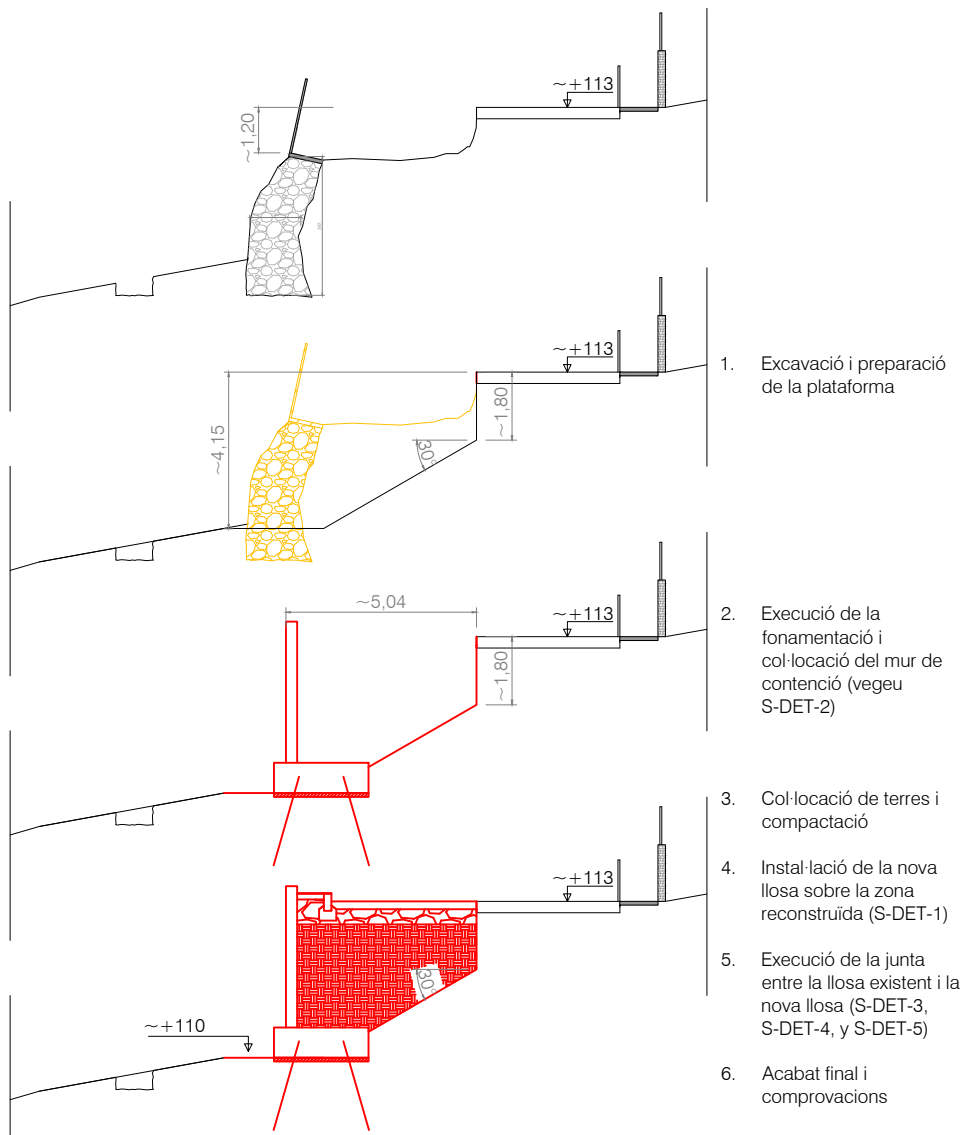 ~+113
~1,20
~+113
~4,15
~1,80
30°
1. Excavació i preparació
de la plataforma
~5,04
~+113
~1,80
2. Execució de la
fonamentació i
col·locació del mur de
contenció (vegeu
S-DET-2)
~+113
30°
~+110
3. Col·locació de terres i
compactació
4. Instal·lació de la nova
llosa sobre la zona
reconstruïda (S-DET-1)
5. Execució de la junta
entre la llosa existent i la
nova llosa (S-DET-3,
S-DET-4, y S-DET-5)
6. Acabat final i
comprovacions